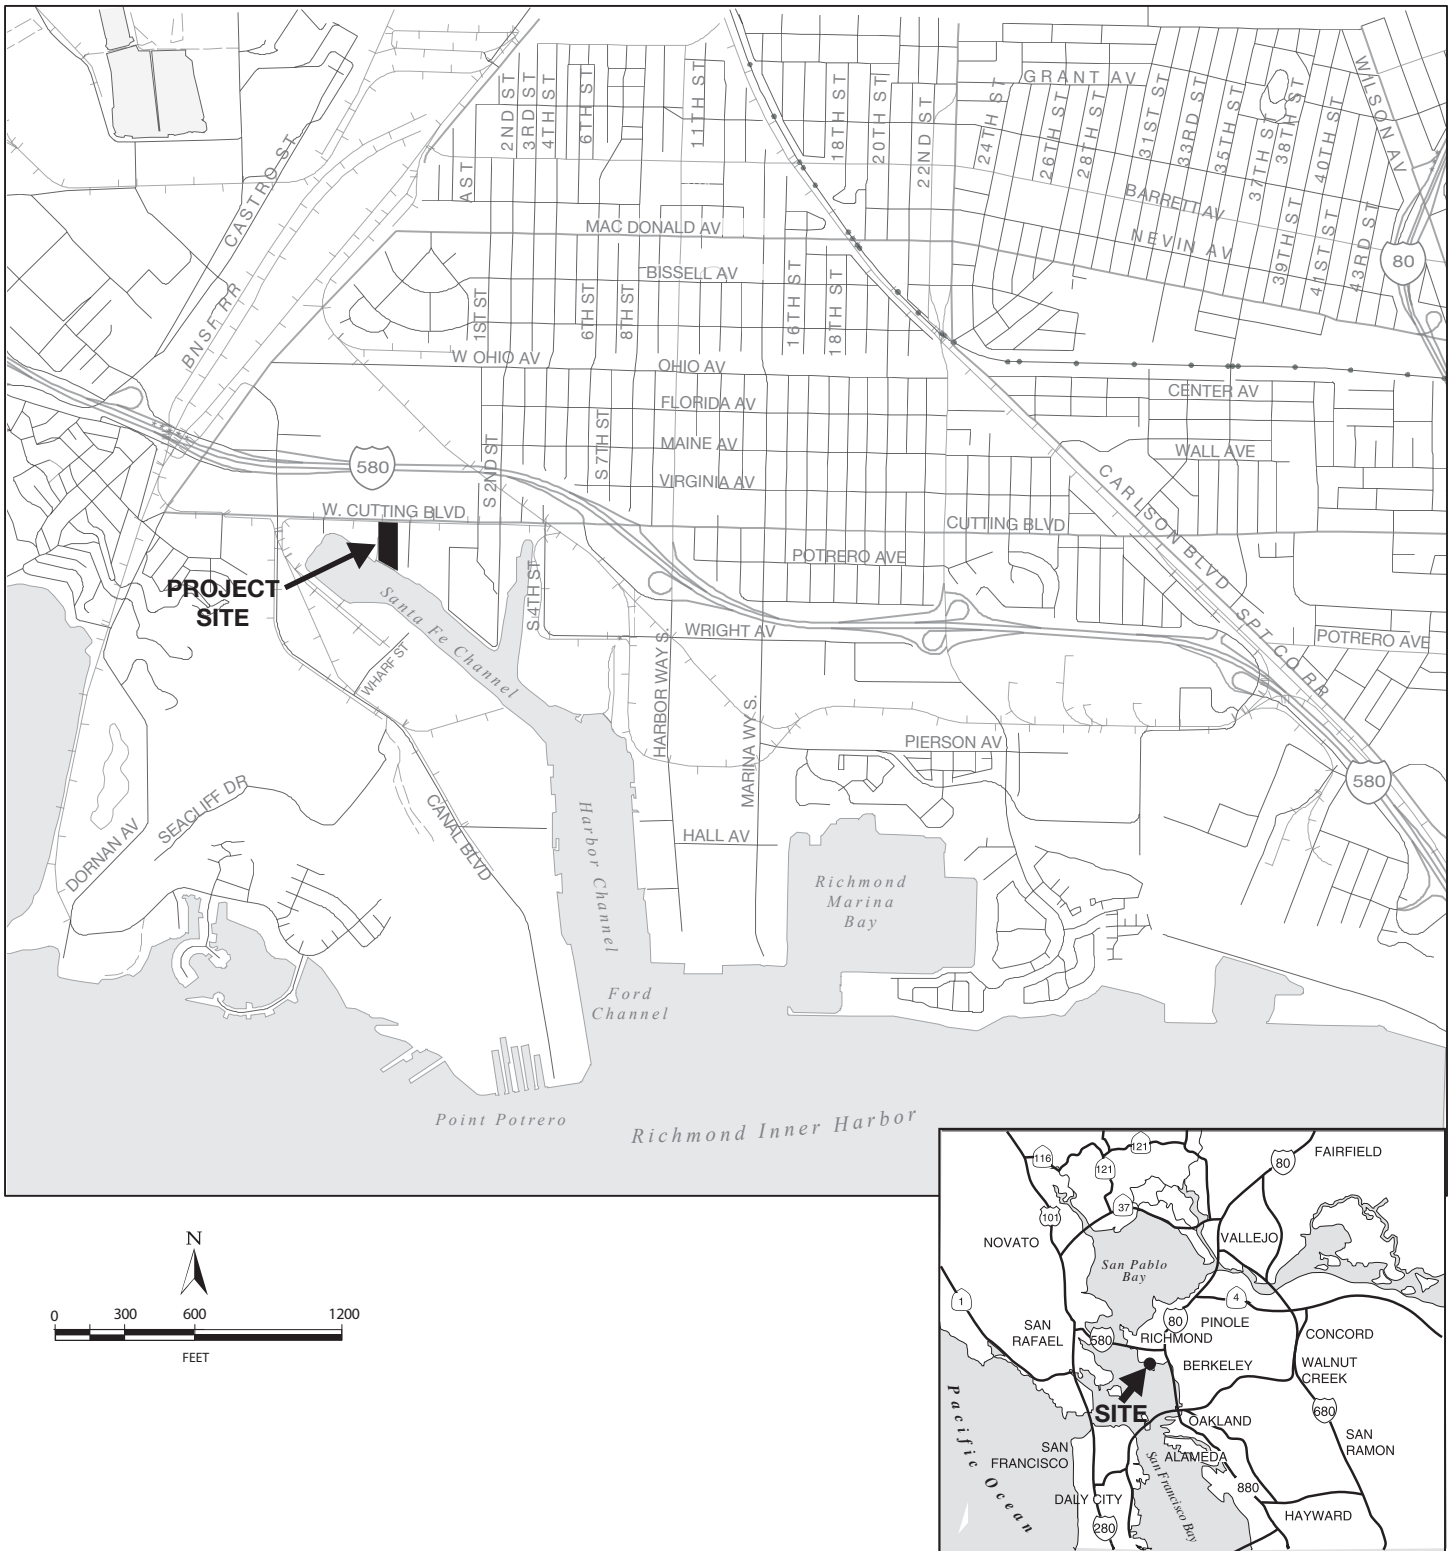 GRANT AV
WILSON AV
2ND ST
3RD ST
4TH ST
6TH ST
11TH ST
18TH ST
20TH ST
22ND ST
24TH ST
26TH ST
28TH ST
31ST ST
33RD ST
35TH ST
37TH ST
38TH ST
40TH ST
A ST
CASTRO ST
BARRETT AV
NEVIN AV
39TH ST
41ST ST
43RD ST
80
MAC DONALD AV
BISSELL AV
BNSF RR
1ST ST
6TH ST
8TH ST
16TH ST
18TH ST
W OHIO AV
OHIO AV
CENTER AV
FLORIDA AV
S 7TH ST
MAINE AV
WALL AVE
580
S 2ND ST
VIRGINIA AV
CARLSON BLVD
W. CUTTING BLVD
CUTTING BLVD
POTRERO AVE
PROJECT
SITE
Santa Fe Channel
S 4TH ST
SPT CO RR
WRIGHT AV
POTRERO AVE
WHARF ST
HARBOR WAY S.
MARINA WY S.
PIERSON AV
580
SEACLIFF DR
DORNAN AV
CANAL BLVD
Harbor Channel
HALL AV
Richmond
Marina
Bay
Ford
Channel
Point Potrero
Richmond Inner Harbor
N
0 300 600 1200
FEET
116
121
121
80
FAIRFIELD
101
37
NOVATO
VALLEJO
San Pablo
Bay
1
4
80
PINOLE
SAN
RAFAEL
580
RICHMOND
CONCORD
BERKELEY
WALNUT
CREEK
SITE
680
OAKLAND
Pacific Ocean
SAN
FRANCISCO
ALAMEDA
SAN
RAMON
San Francisco Bay
880
DALY CITY
HAYWARD
280